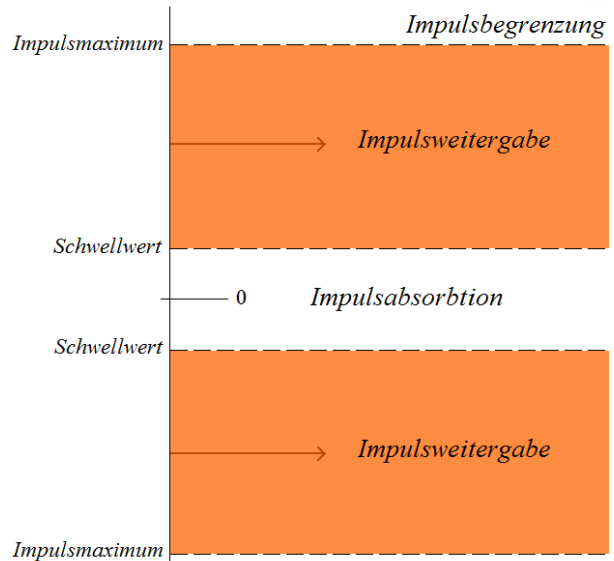 Impulsbegrenzung
Impulsmaximum
Impulsweitergabe
Schwellwert
0
Impulsabsorbtion
Schwellwert
Impulsweitergabe
Impulsmaximum